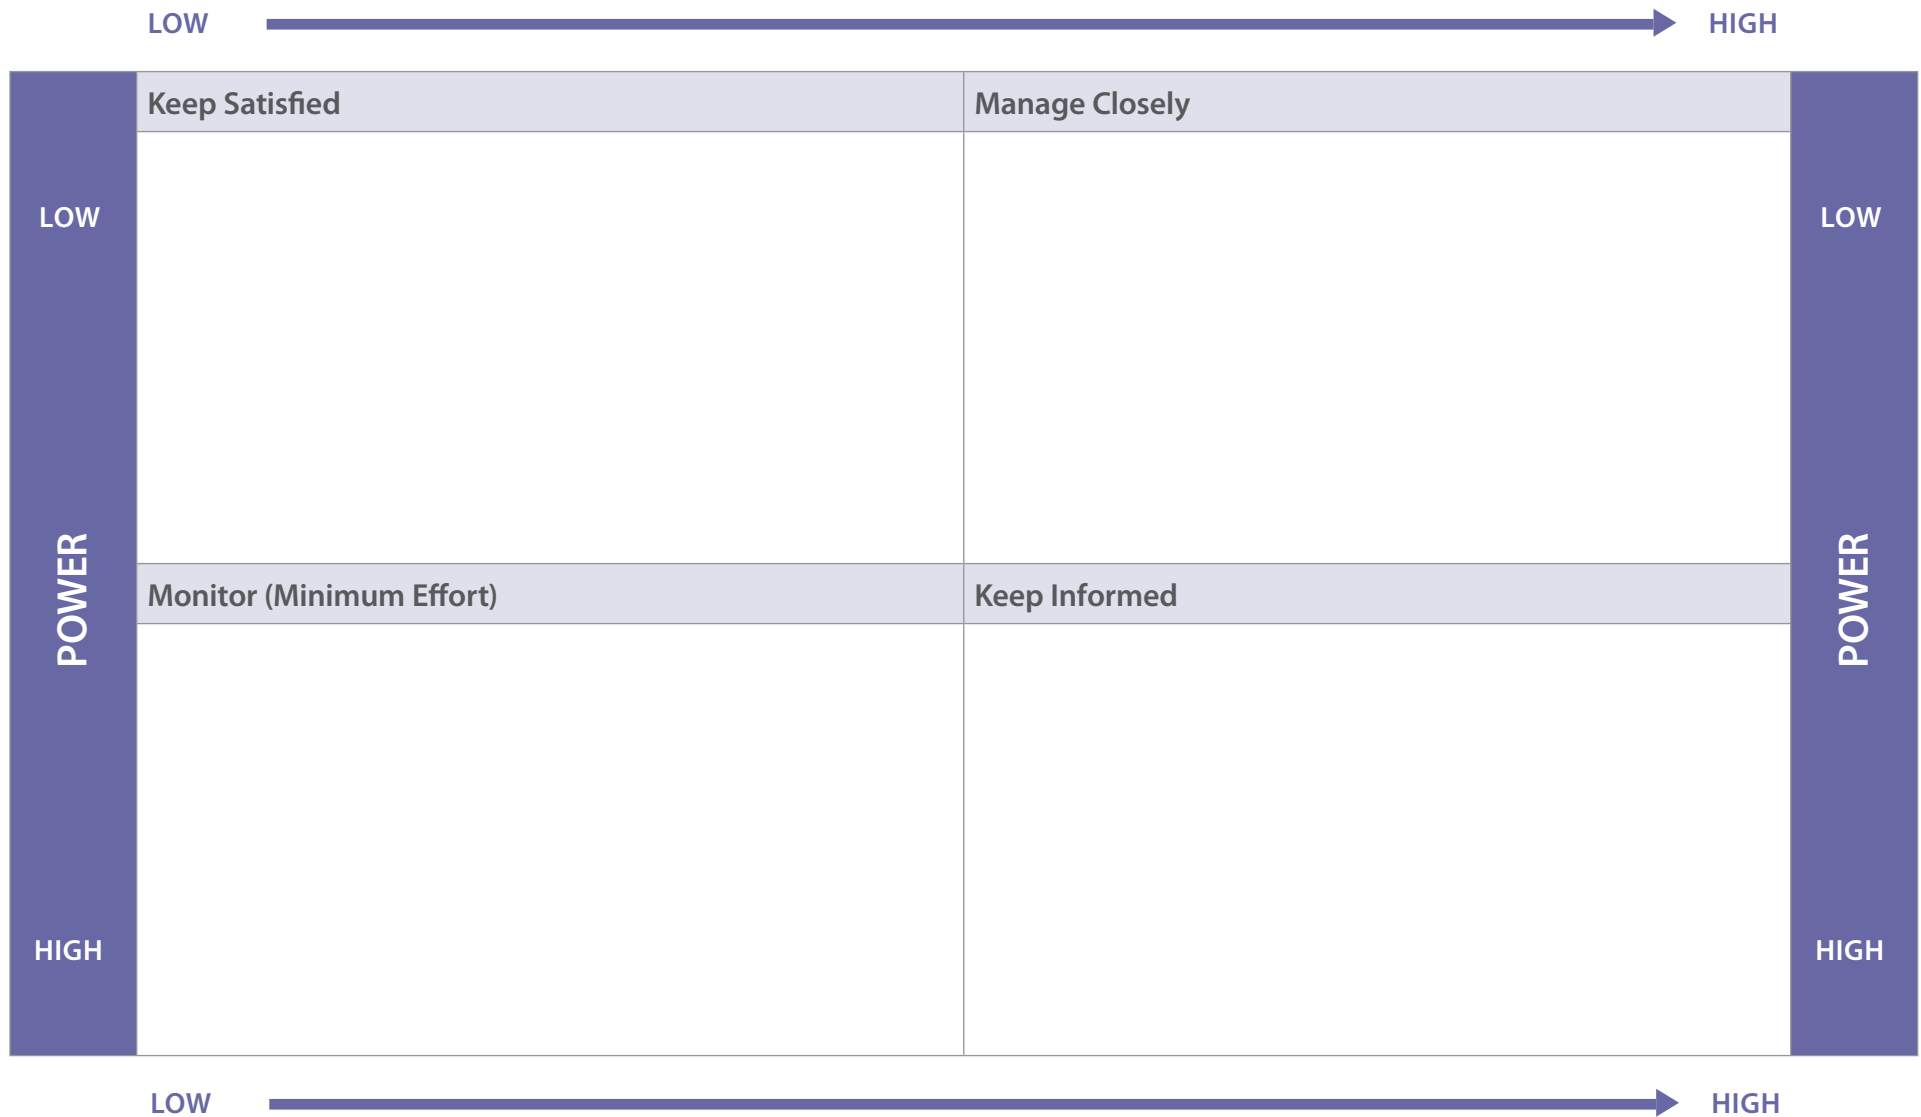 LOW HIGH
Keep Satisfied Manage Closely
LOW LOW
POWER POWER
Monitor (Minimum Effort) Keep Informed
HIGH HIGH
LOW HIGH